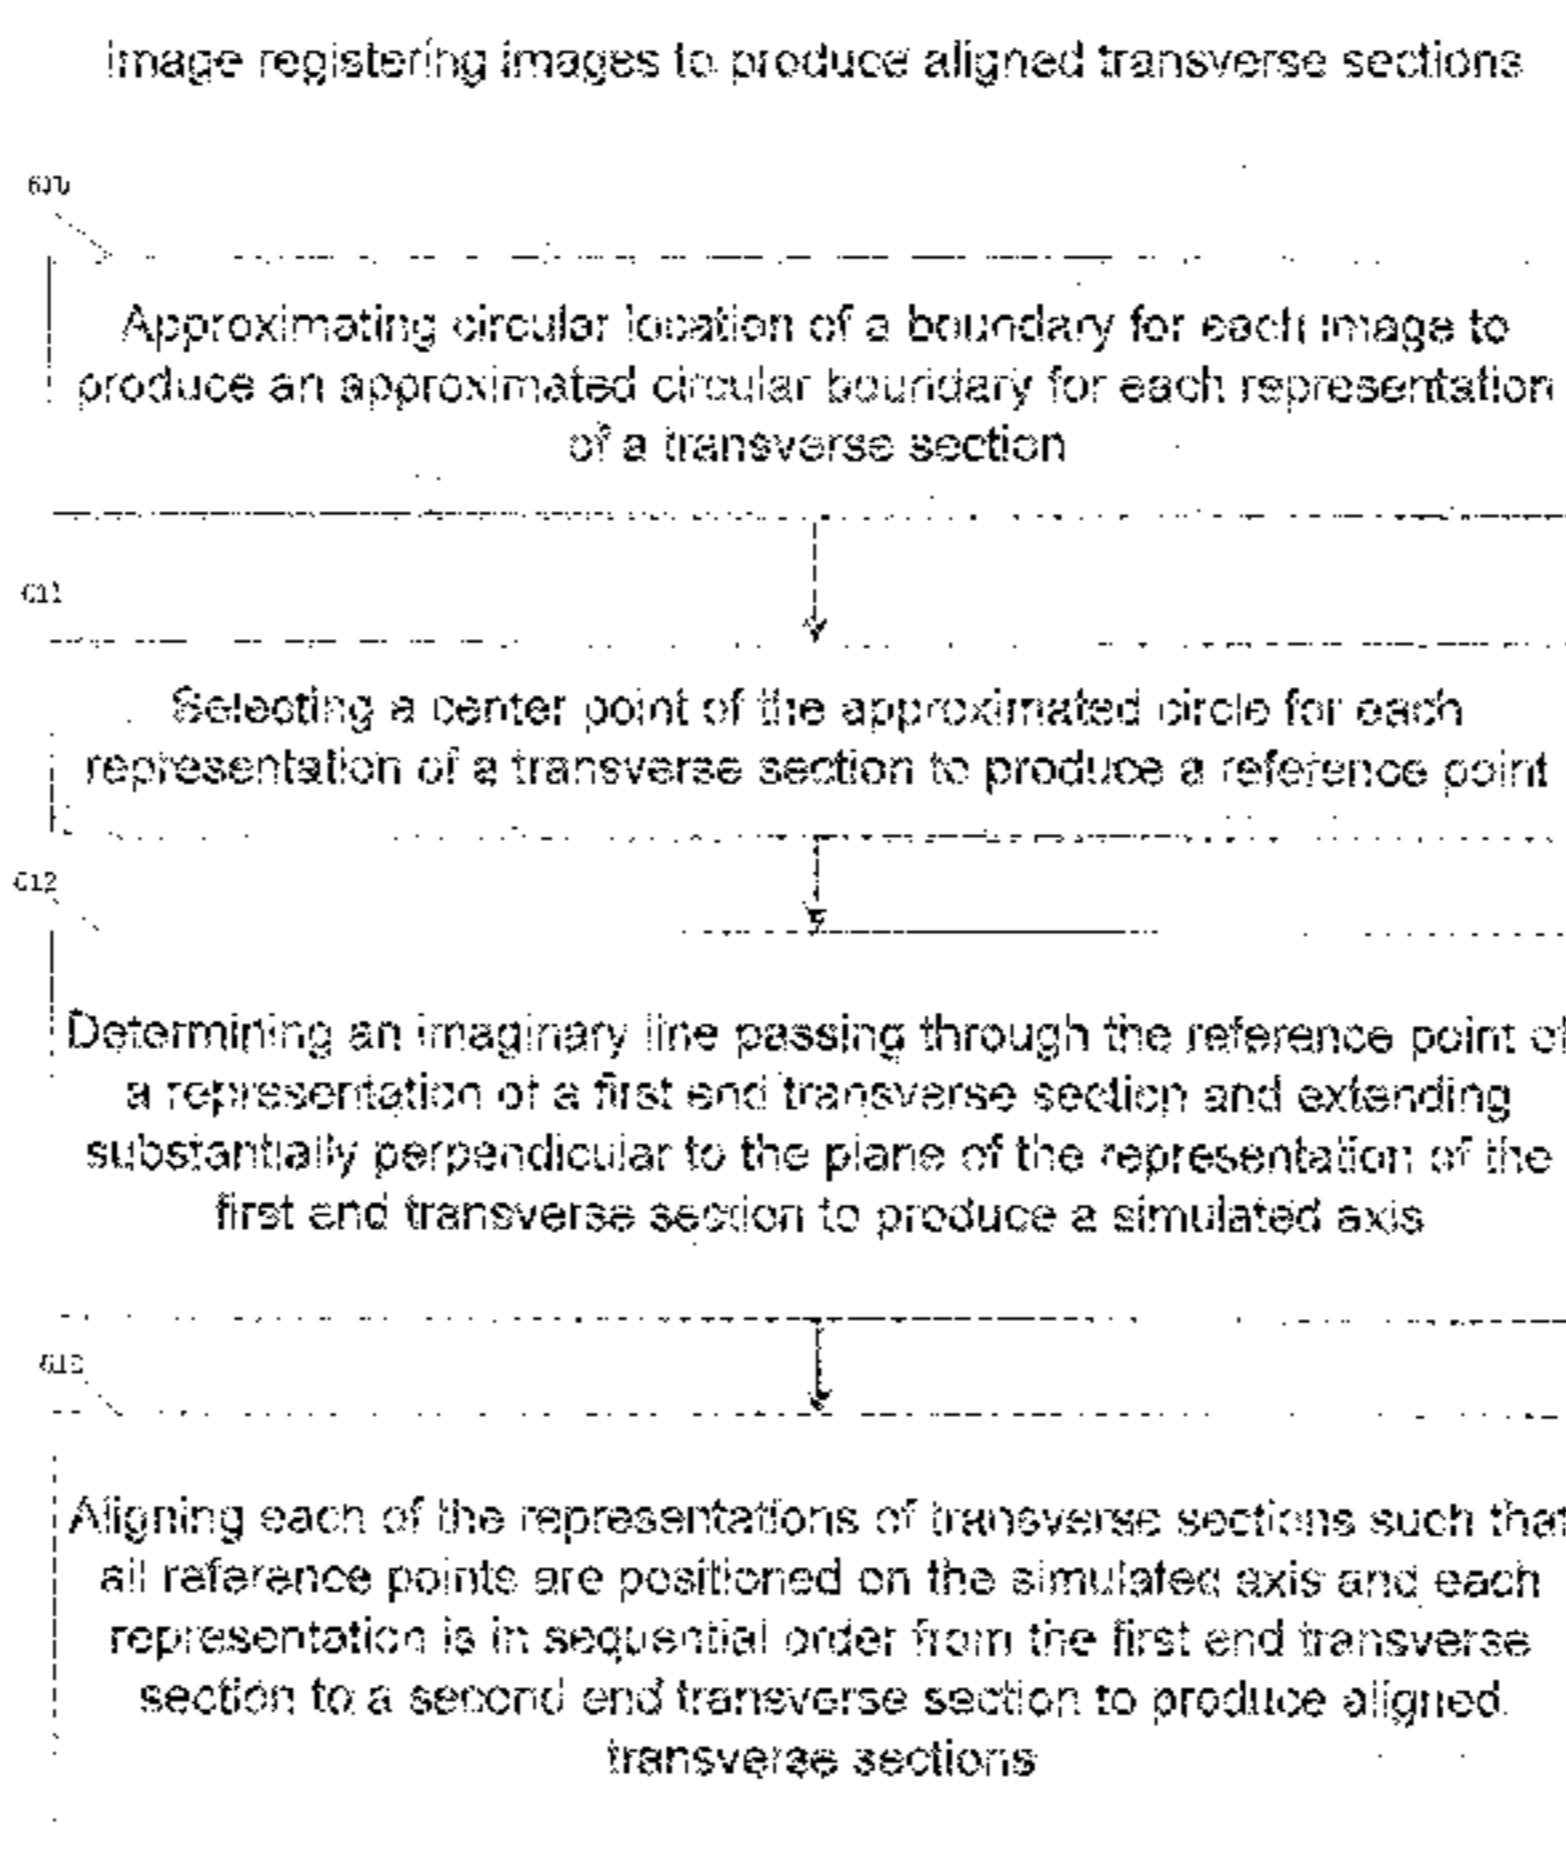 Image registering images to produce aligned transverse sections
Approximating circular location of a boundary for each image to
produce an approximated circular boundary for each representation
of a transverse section
Selecting a center point of the approximated circle for each
representation of a transverse section to produce a reference point
612
Determining an imaginary line passing through the reference point of
a representation of a first end transverse section and extending
substantially perpendicular to the plane of the representation of the
first end transverse section to produce a simulated axis
Aligning each of the representations of transverse sections such that
all reference points are positioned on the simulated axis and each
representation is in sequential order from the first end transverse
section to a second end transverse section to produce aligned
transverse sections